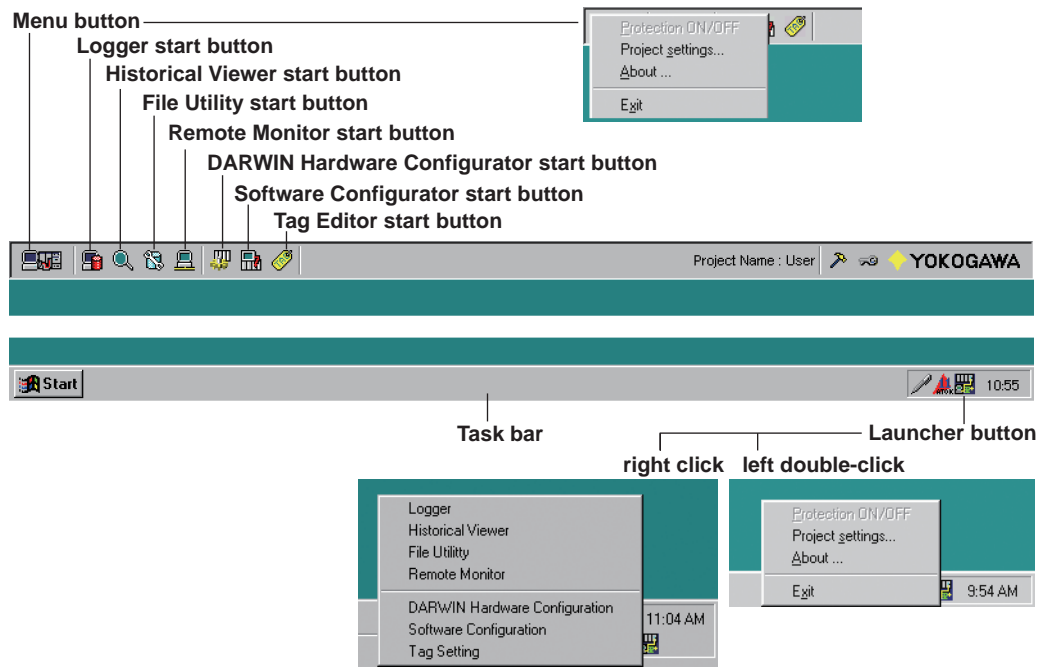 Menu button
Logger start button
Historical Viewer start button
File Utility start button
Remote Monitor start button
DARWIN Hardware Configurator start button
Software Configurator start button
Tag Editor start button
Protection ON/OFF
Project settings...
About ...
Exit
Project Name : User
YOKOGAWA
Start
10:55
Task bar
Launcher button
right click
left double-click
Logger
Historical Viewer
File Utilitty
Remote Monitor
DARWIN Hardware Configuration
Software Configuration
Tag Setting
11:04 AM
Protection ON/OFF
Project settings...
About ...
Exit
9:54 AM